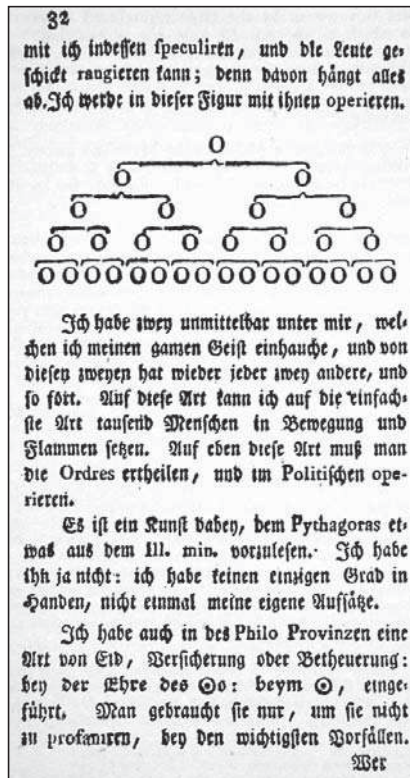 32
mit ich indessen speculiren, und die Leute ge-
schickt rangieren kann; denn davon hängt alles
ab. Ich werde in dieser Figur mit ihnen operieren.
O
O O
O O O O
O O O O O O O O
O O O O O O O O O O O O O O O O
Ich habe zwey unmittelbar unter mir, wel-
chen ich meinen ganzen Geist einhauche, und von
diesen zweyen hat wieder jeder zwey andere, und
so fort. Auf diese Art kann ich auf die einfach-
ste Art tausend Menschen in Bewegung und
Flammen setzen. Auf eben diese Art muß man
die Ordres ertheilen, und im Politischen ope-
rieren.
Es ist ein Kunst dabey, dem Pythagoras et-
was aus dem Ill. min. vorzulesen. Ich habe
ihn ja nicht: ich habe keinen einzigen Grad in
Handen, nicht einmal meine eigene Aufsätze.
Ich habe auch in des Philo Provinzen eine
Art von Eid, Versicherung oder Betheuerung:
bey der Ehre des ☉o: beym ☉, einge-
führt. Man gebraucht sie nur, um sie nicht
zu profaniren, bey den wichtigsten Vorfällen.
Wer